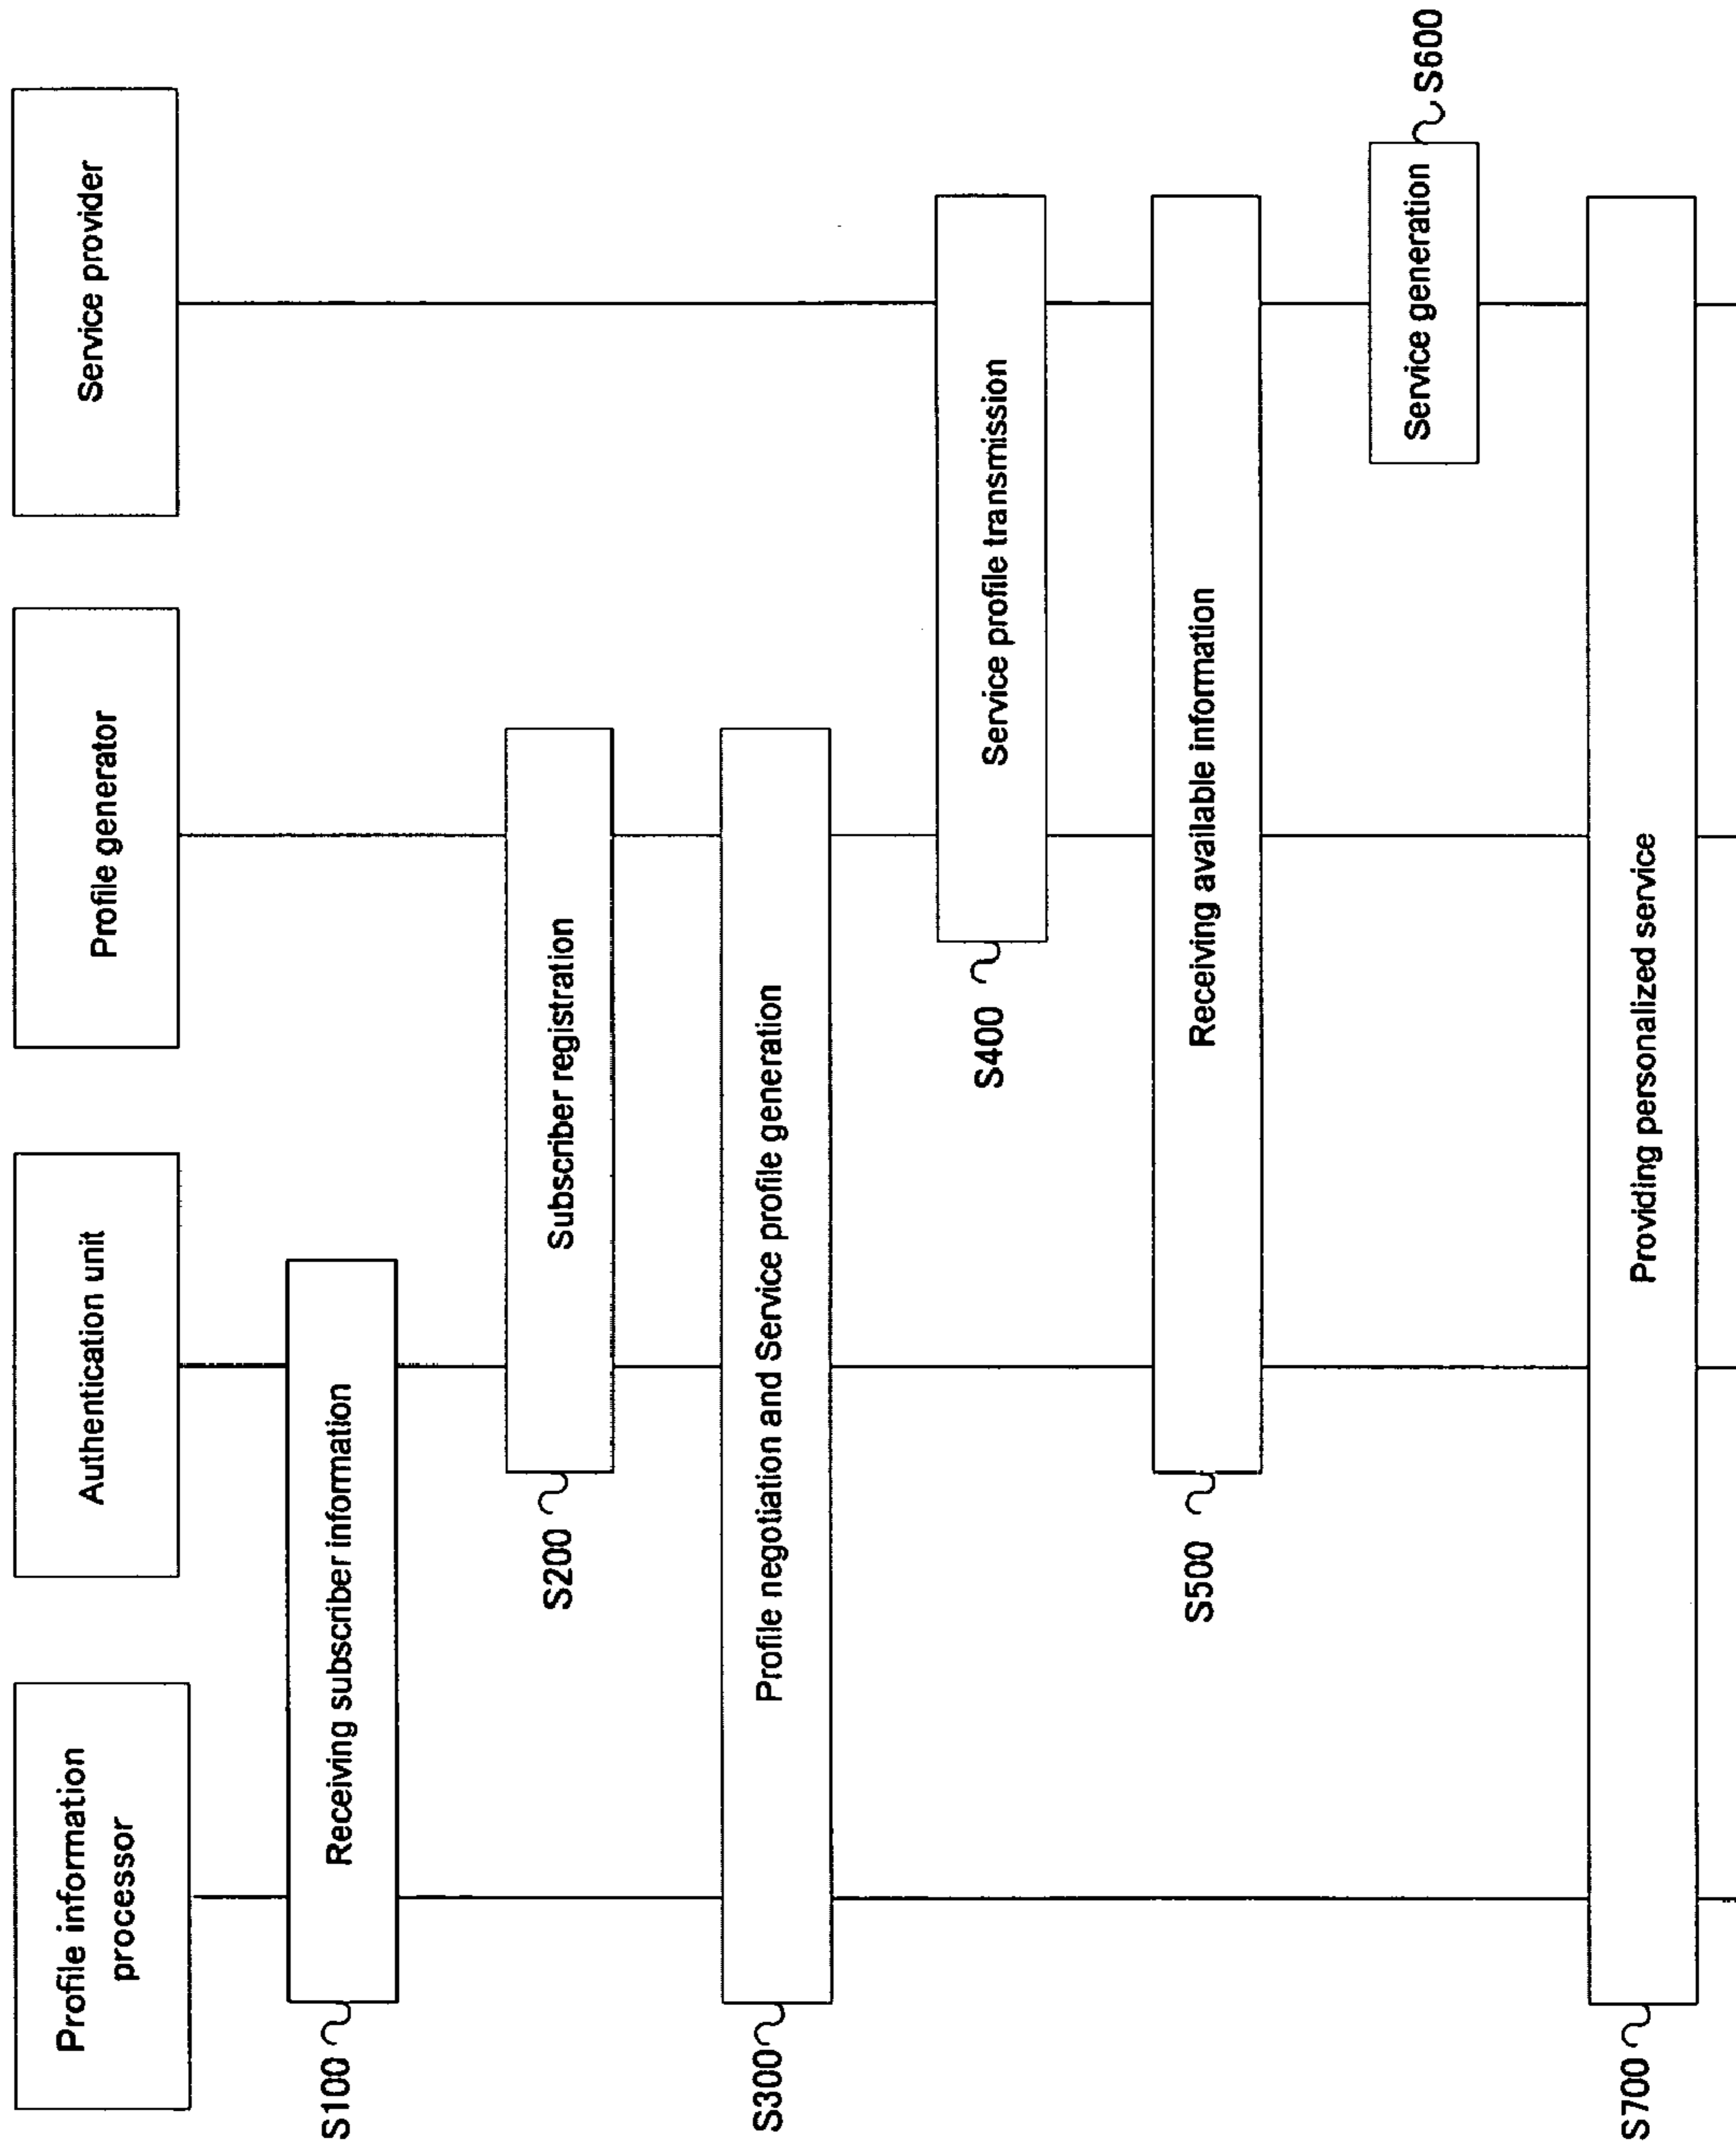 Profile information
processor
Authentication unit
Profile generator
Service provider
S100
Receiving subscriber information
S200
Subscriber registration
S300
Profile negotiation and Service profile generation
S400
Service profile transmission
S500
Receiving available information
Service generation
S600
S700
Providing personalized service